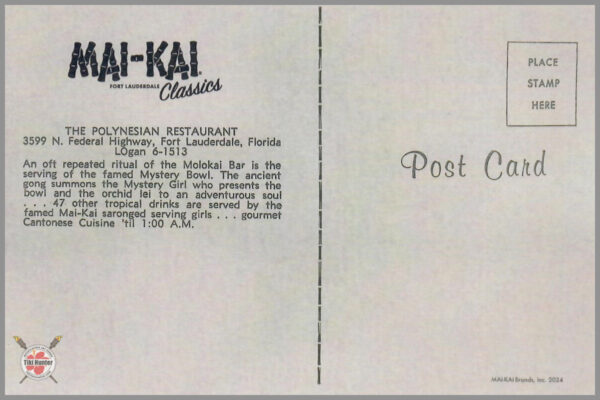 MAI-KAI®
FORT LAUDERDALE Classics
THE POLYNESIAN RESTAURANT
3599 N. Federal Highway, Fort Lauderdale, Florida
LOgan 6-1513
An oft repeated ritual of the Molokai Bar is the
serving of the famed Mystery Bowl. The ancient
gong summons the Mystery Girl who presents the
bowl and the orchid lei to an adventurous soul
. . . 47 other tropical drinks are served by the
famed Mai-Kai saronged serving girls . . . gourmet
Cantonese Cuisine 'til 1:00 A.M.
PLACE
STAMP
HERE
Post Card
MAI-KAI Brands, Inc. 2024
Tiki Hunter